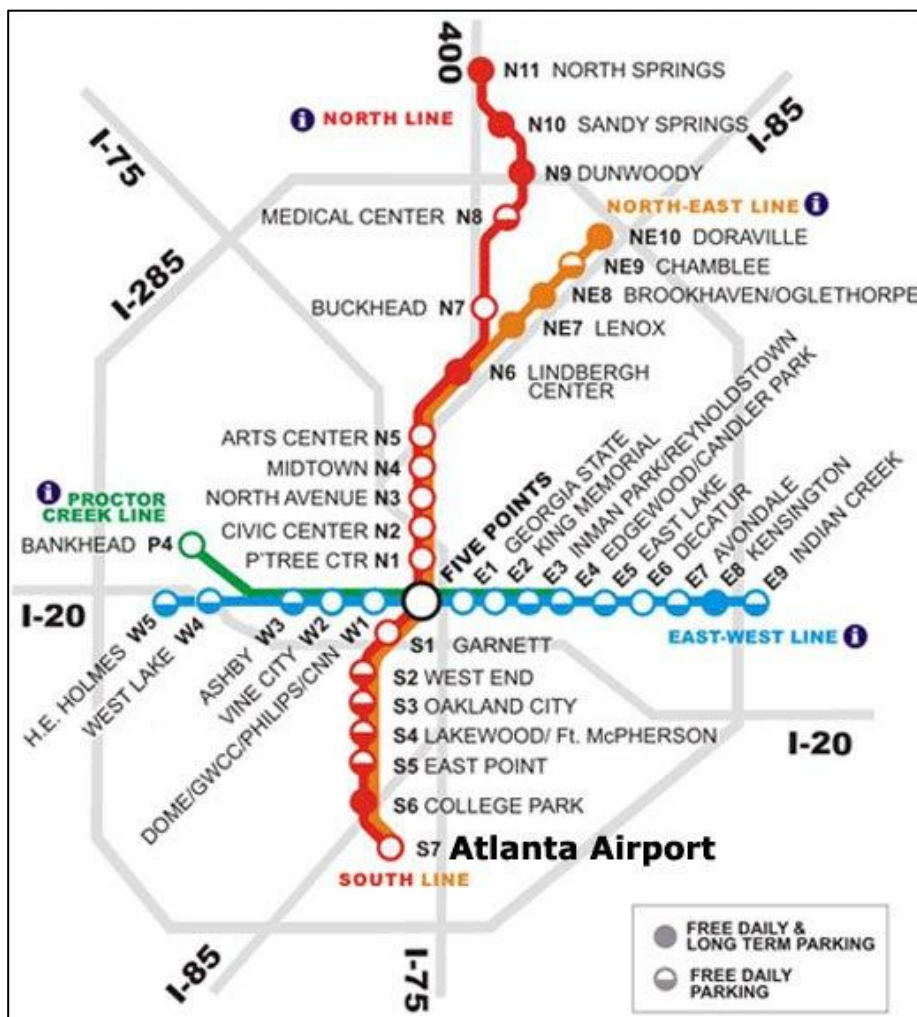 400
N11 NORTH SPRINGS
i NORTH LINE
N10 SANDY SPRINGS
I-85
I-75
N9 DUNWOODY
NORTH-EAST LINE i
MEDICAL CENTER N8
NE10 DORAVILLE
I-285
NE9 CHAMBLEE
NE8 BROOKHAVEN/OGLETHORPE
BUCKHEAD N7
NE7 LENOX
N6 LINDBERGH
CENTER
ARTS CENTER N5
MIDTOWN N4
NORTH AVENUE N3
CIVIC CENTER N2
P'TREE CTR N1
i PROCTOR
CREEK LINE
BANKHEAD P4
FIVE POINTS
E1 GEORGIA STATE
E2 KING MEMORIAL
E3 INMAN PARK/REYNOLDSTOWN
E4 EDGEWOOD/CANDLER PARK
E5 EAST LAKE
E6 DECATUR
E7 AVONDALE
E8 KENSINGTON
E9 INDIAN CREEK
I-20
H.E. HOLMES W5
WEST LAKE W4
ASHBY W3
VINE CITY W2
DOME/GWCC/PHILIPS/CNN W1
EAST-WEST LINE i
S1 GARNETT
S2 WEST END
S3 OAKLAND CITY
S4 LAKEWOOD/ Ft. McPHERSON
I-20
S5 EAST POINT
S6 COLLEGE PARK
S7 Atlanta Airport
SOUTH LINE
I-85
I-75
FREE DAILY &
LONG TERM PARKING
FREE DAILY
PARKING